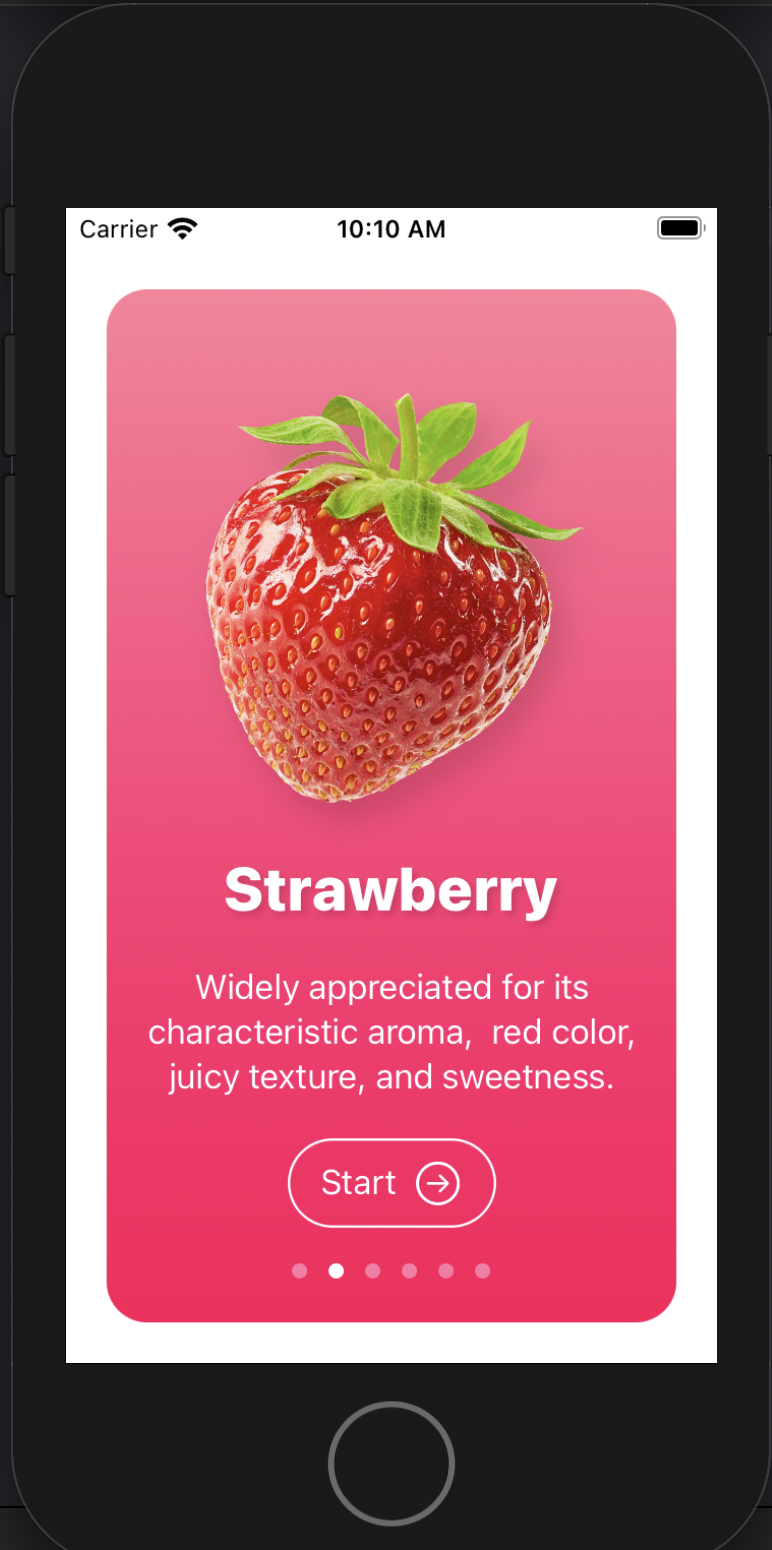 Carrier 10:10 AM
Strawberry
Widely appreciated for its
characteristic aroma,  red color,
juicy texture, and sweetness.
Start